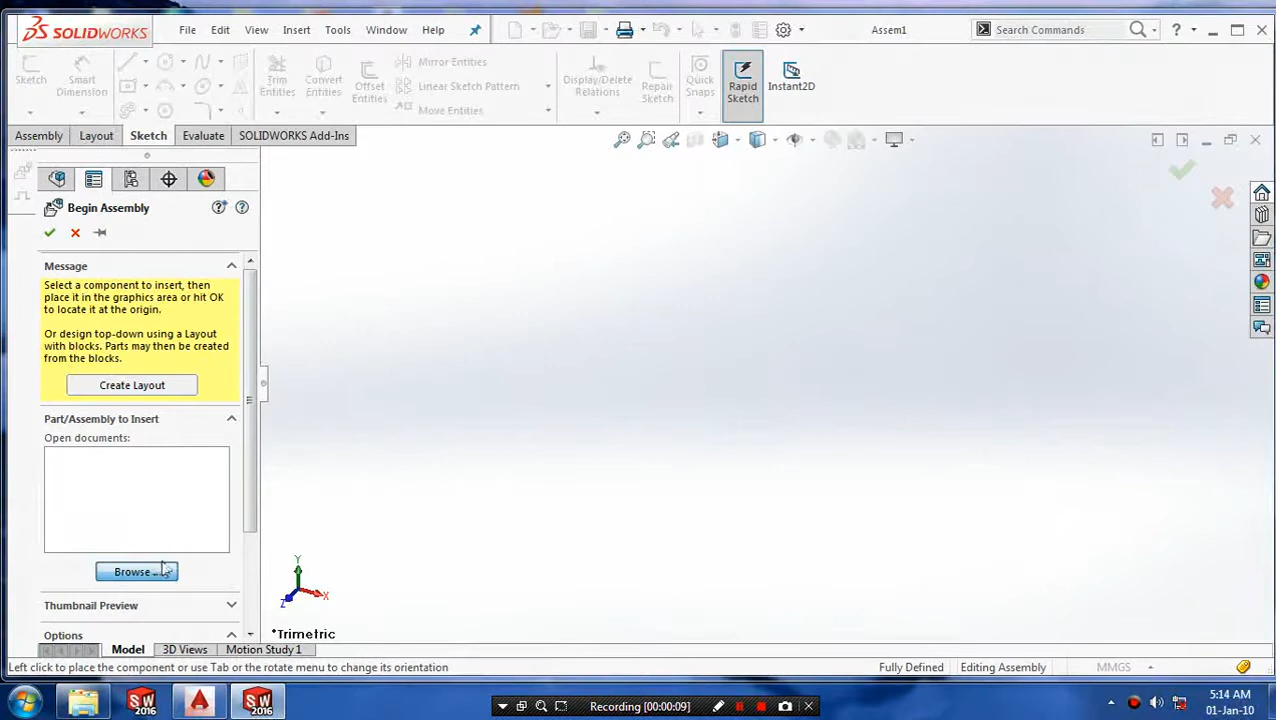 SOLIDWORKS File Edit View Insert Tools Window Help Assem1 Search Commands ?
Sketch Smart Dimension Trim Entities Convert Entities Offset Entities Mirror Entities Linear Sketch Pattern Move Entities Display/Delete Relations Repair Sketch Quick Snaps Rapid Sketch Instant2D
Assembly Layout Sketch Evaluate SOLIDWORKS Add-Ins
Begin Assembly
Message
Select a component to insert, then
place it in the graphics area or hit OK
to locate it at the origin.
Or design top-down using a Layout
with blocks. Parts may then be created
from the blocks.
Create Layout
Part/Assembly to Insert
Open documents:
Browse...
Thumbnail Preview
Options
Y
X
Z
*Trimetric
Model 3D Views Motion Study 1
Left click to place the component or use Tab or the rotate menu to change its orientation Fully Defined Editing Assembly MMGS
SW 2016 SW 2016 Recording [00:00:09] 5:14 AM
01-Jan-10